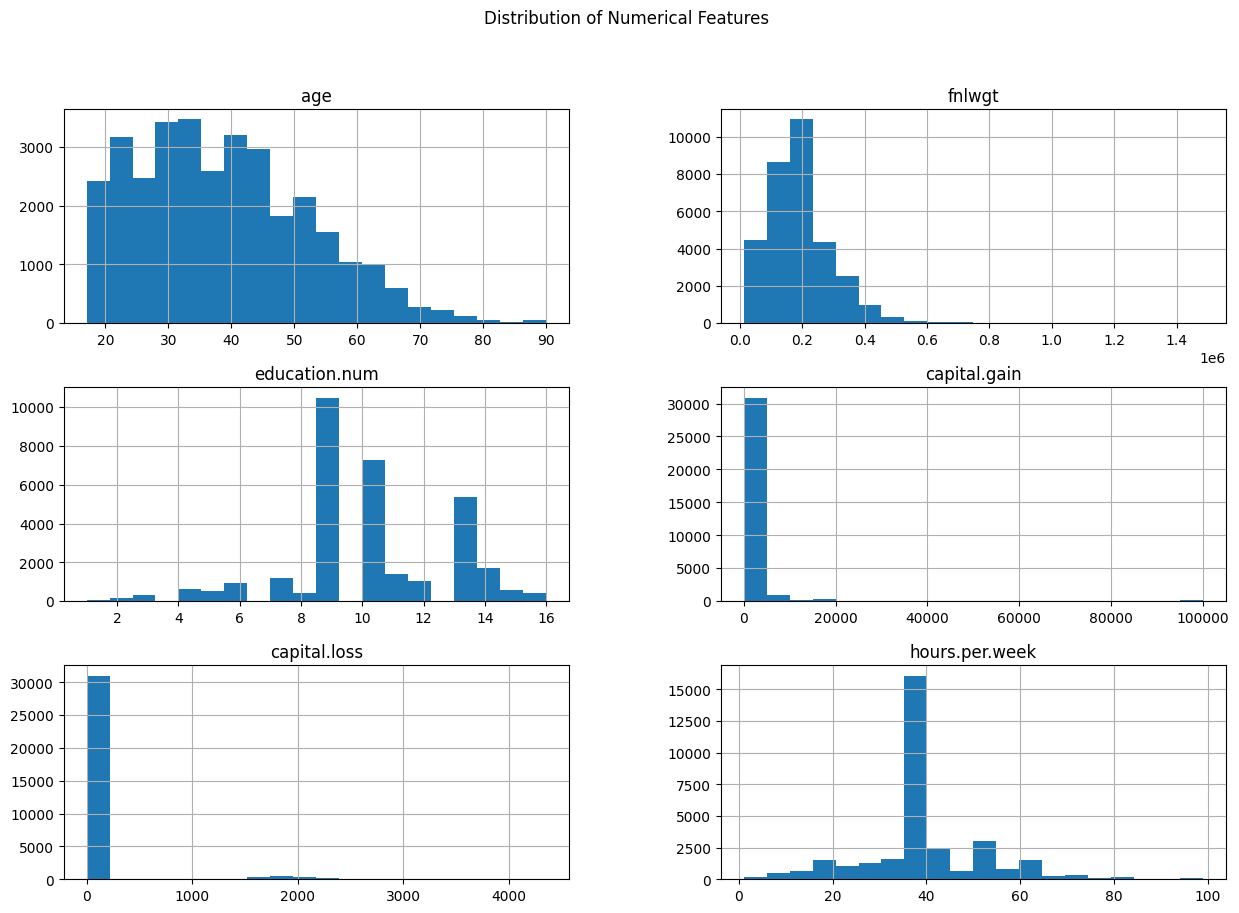 Distribution of Numerical Features
age
3000
2000
1000
0
20 30 40 50 60 70 80 90
fnlwgt
10000
8000
6000
4000
2000
0
0.0 0.2 0.4 0.6 0.8 1.0 1.2 1.4
1e6
education.num
10000
8000
6000
4000
2000
0
2 4 6 8 10 12 14 16
capital.gain
30000
25000
20000
15000
10000
5000
0
0 20000 40000 60000 80000 100000
capital.loss
30000
25000
20000
15000
10000
5000
0
0 1000 2000 3000 4000
hours.per.week
15000
12500
10000
7500
5000
2500
0
0 20 40 60 80 100